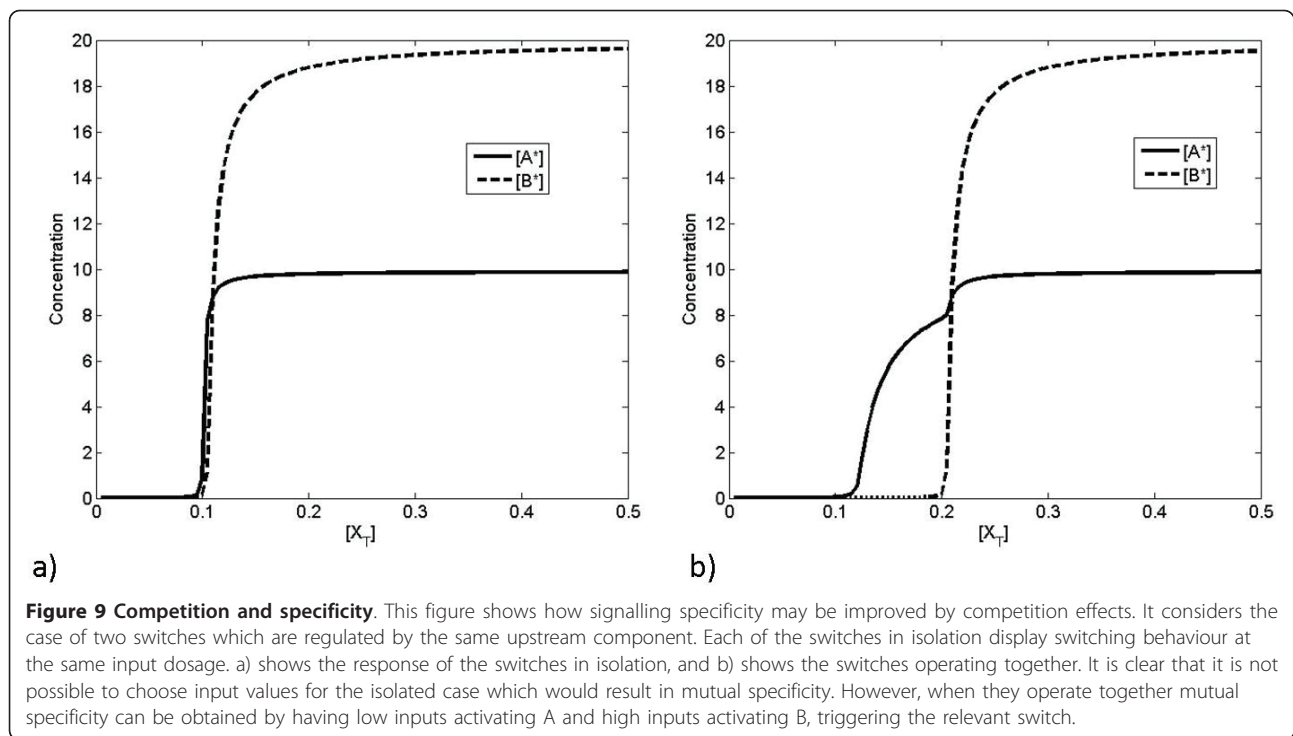 20
18
16
14
12
10
8
6
4
2
0
Concentration
[A*]
[B*]
0
0.1
0.2
0.3
0.4
0.5
[X_T]
a)
20
18
16
14
12
10
8
6
4
2
0
Concentration
[A*]
[B*]
0
0.1
0.2
0.3
0.4
0.5
[X_T]
b)
Figure 9 Competition and specificity. This figure shows how signalling specificity may be improved by competition effects. It considers the
case of two switches which are regulated by the same upstream component. Each of the switches in isolation display switching behaviour at
the same input dosage. a) shows the response of the switches in isolation, and b) shows the switches operating together. It is clear that it is not
possible to choose input values for the isolated case which would result in mutual specificity. However, when they operate together mutual
specificity can be obtained by having low inputs activating A and high inputs activating B, triggering the relevant switch.